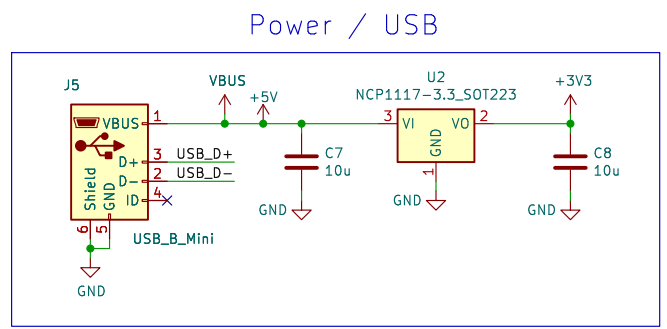 Power / USB
J5
VBUS
+5V
U2
NCP1117-3.3_SOT223
+3V3
VBUS 1
D+ 3
D- 2
ID 4
Shield
GND
6
5
USB_D+
USB_D-
USB_B_Mini
GND
C7
10u
GND
3 VI
VO 2
GND
1
GND
C8
10u
GND